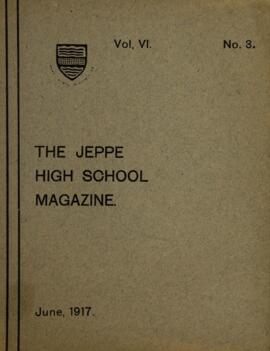 Vol, VI. No. 3.
THE JEPPE
HIGH SCHOOL
MAGAZINE.
June, 1917.